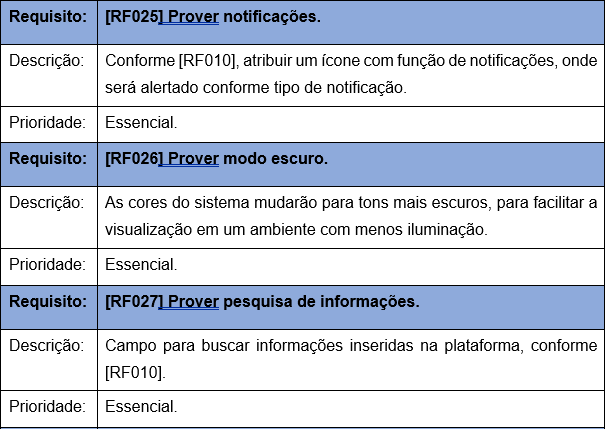 Requisito: [RF025] Prover notificações.
Descrição: Conforme [RF010], atribuir um ícone com função de notificações, onde
será alertado conforme tipo de notificação.
Prioridade: Essencial.
Requisito: [RF026] Prover modo escuro.
Descrição: As cores do sistema mudarão para tons mais escuros, para facilitar a
visualização em um ambiente com menos iluminação.
Prioridade: Essencial.
Requisito: [RF027] Prover pesquisa de informações.
Descrição: Campo para buscar informações inseridas na plataforma, conforme
[RF010].
Prioridade: Essencial.